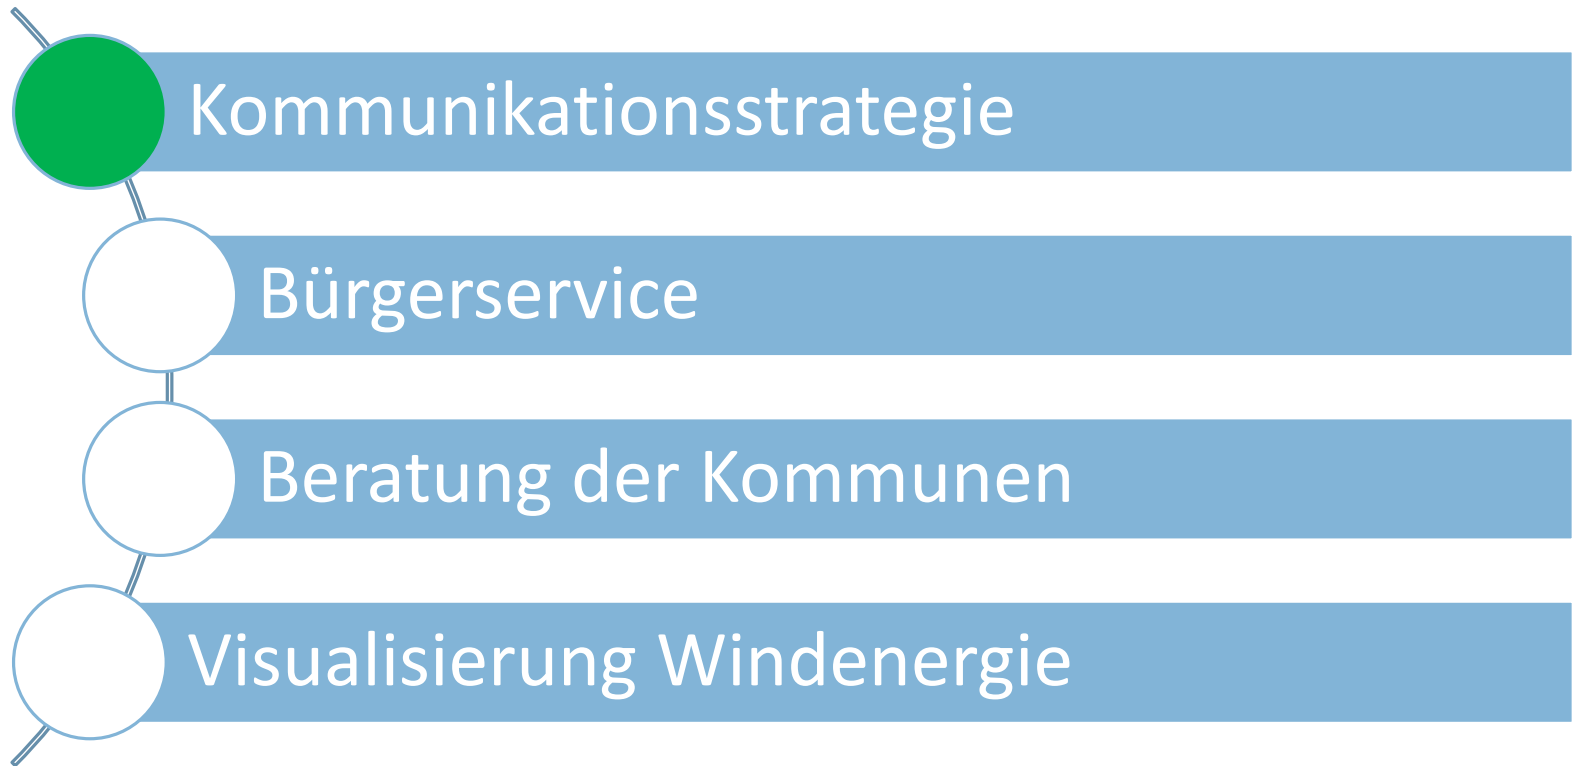 Kommunikationsstrategie
Bürgerservice
Beratung der Kommunen
Visualisierung Windenergie